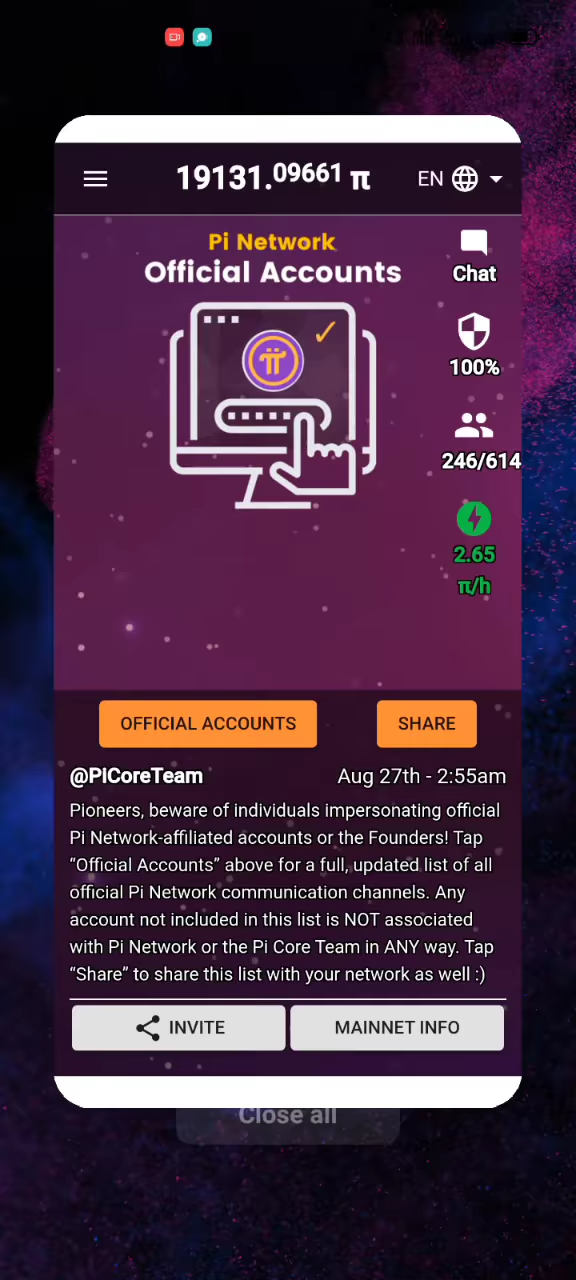 19131.09661 π
EN
Pi Network
Official Accounts
Chat
100%
246/614
2.65
π/h
OFFICIAL ACCOUNTS
SHARE
@PiCoreTeam
Aug 27th - 2:55am
Pioneers, beware of individuals impersonating official
Pi Network-affiliated accounts or the Founders! Tap
“Official Accounts” above for a full, updated list of all
official Pi Network communication channels. Any
account not included in this list is NOT associated
with Pi Network or the Pi Core Team in ANY way. Tap
“Share” to share this list with your network as well :)
INVITE
MAINNET INFO
Close all